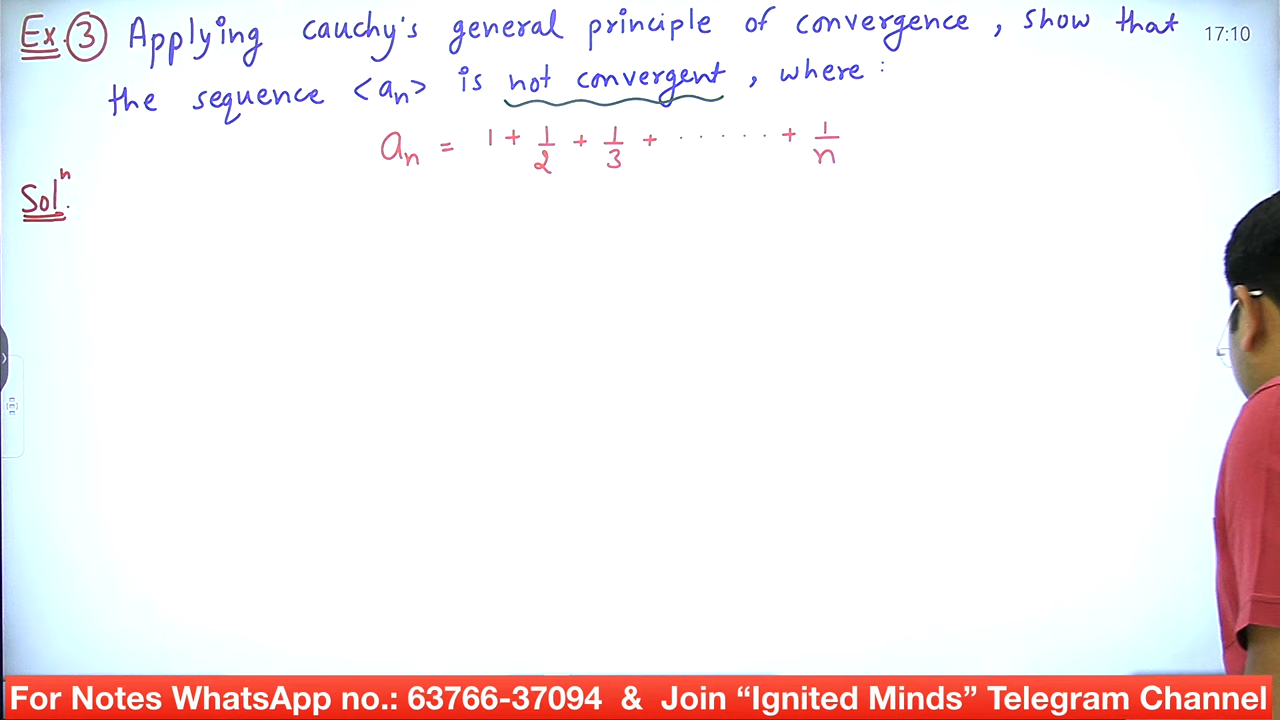 Ex. 3 Applying cauchy's general principle of convergence, show that
17:10
the sequence <an> is not convergent, where:
an = 1 + 1/2 + 1/3 + ...... + 1/n
Solⁿ.
For Notes WhatsApp no.: 63766-37094 & Join “Ignited Minds” Telegram Channel